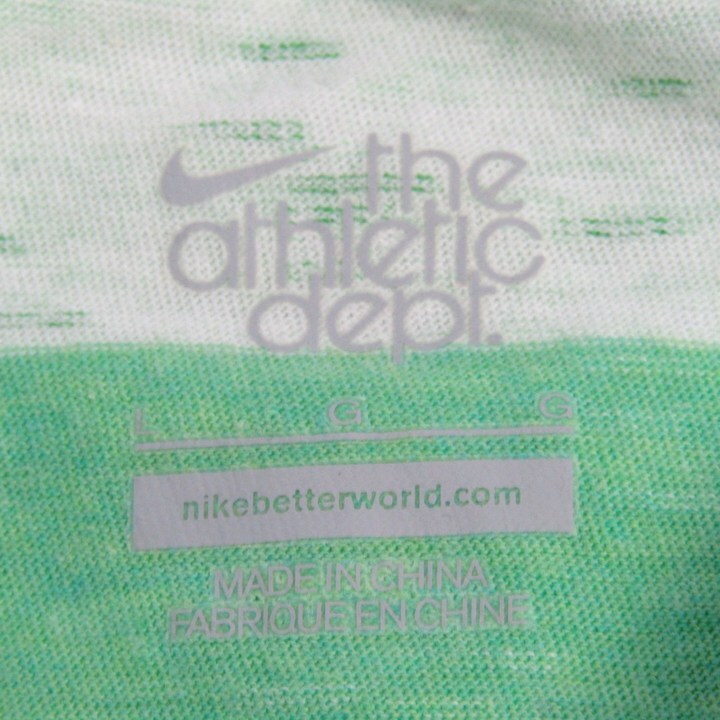 the
athletic
dept.
L G G
nikebetterworld.com
MADE IN CHINA
FABRIQUE EN CHINE